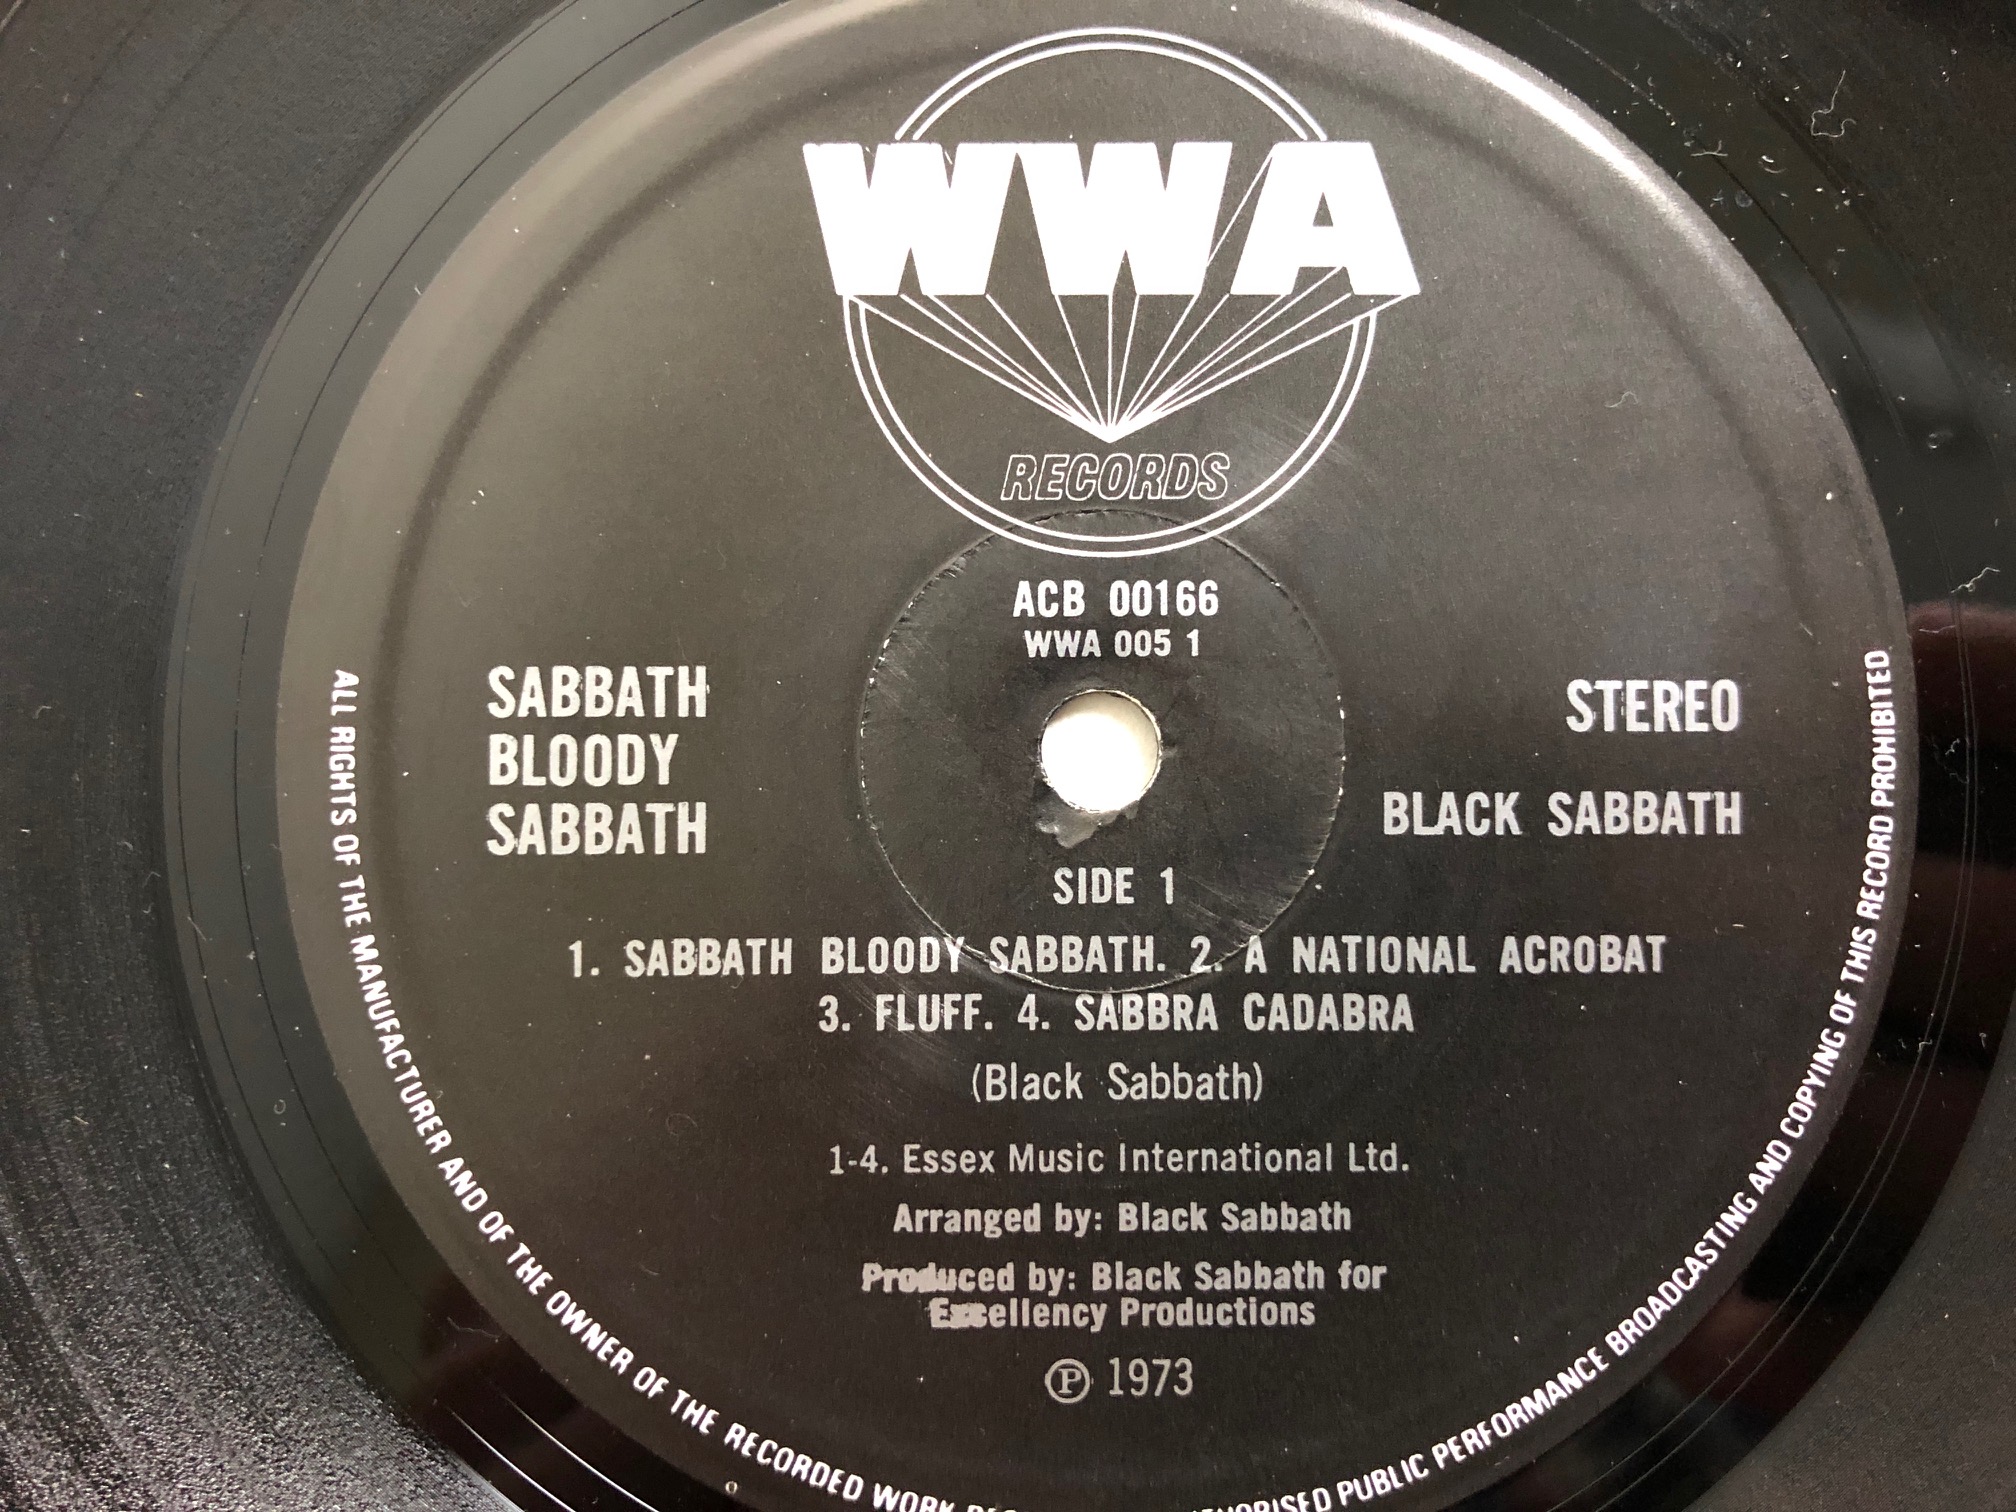 WWA
RECORDS
ACB 00166
WWA 005 1
SABBATH
BLOODY
SABBATH
STEREO
BLACK SABBATH
SIDE 1
1. SABBATH BLOODY SABBATH. 2. A NATIONAL ACROBAT
3. FLUFF. 4. SABBRA CADABRA
(Black Sabbath)
1-4. Essex Music International Ltd.
Arranged by: Black Sabbath
Produced by: Black Sabbath for
Excellency Productions
Ⓟ 1973
ALL RIGHTS OF THE MANUFACTURER AND OF THE OWNER OF THE RECORDED WORK PUBLIC PERFORMANCE BROADCASTING AND COPYING OF THIS RECORD PROHIBITED